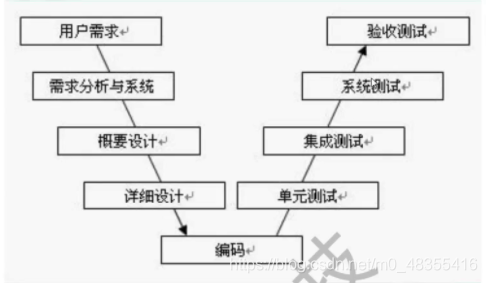 用户需求
验收测试
需求分析与系统
系统测试
概要设计
集成测试
详细设计
单元测试
编码
技
https://blog.csdn.net/m0_48355416